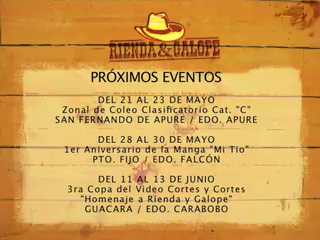 RIENDA & GALOPE
PRÓXIMOS EVENTOS
DEL 21 AL 23 DE MAYO
Zonal de Coleo Clasificatorio Cat. "C"
SAN FERNANDO DE APURE / EDO. APURE
DEL 28 AL 30 DE MAYO
1er Aniversario de la Manga "Mi Tio"
PTO. FIJO / EDO. FALCÓN
DEL 11 AL 13 DE JUNIO
3ra Copa del Video Cortes y Cortes
"Homenaje a Rienda y Galope"
GUACARA / EDO. CARABOBO